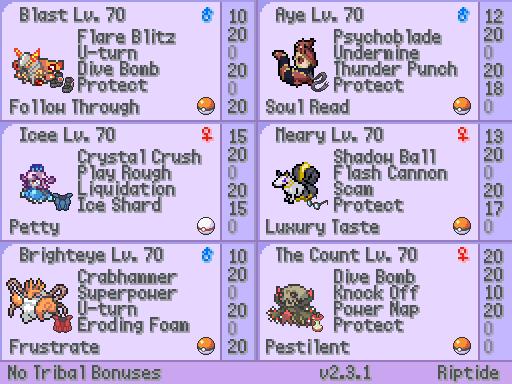 Blast Lv. 70
10
Flare Blitz
20
U-turn
0
Dive Bomb
20
Protect
0
Follow Through
20
Aye Lv. 70
12
Psychoblade
20
Undermine
0
Thunder Punch
20
Protect
18
Soul Read
0
Icee Lv. 70
15
Crystal Crush
20
Play Rough
0
Liquidation
20
Ice Shard
15
Petty
0
Meary Lv. 70
13
Shadow Ball
20
Flash Cannon
0
Scam
20
Protect
17
Luxury Taste
0
Brighteye Lv. 70
10
Crabhammer
20
Superpower
0
U-turn
20
Eroding Foam
0
Frustrate
20
The Count Lv. 70
20
Dive Bomb
20
Knock Off
10
Power Nap
20
Protect
0
Pestilent
0
No Tribal Bonuses
v2.3.1
Riptide